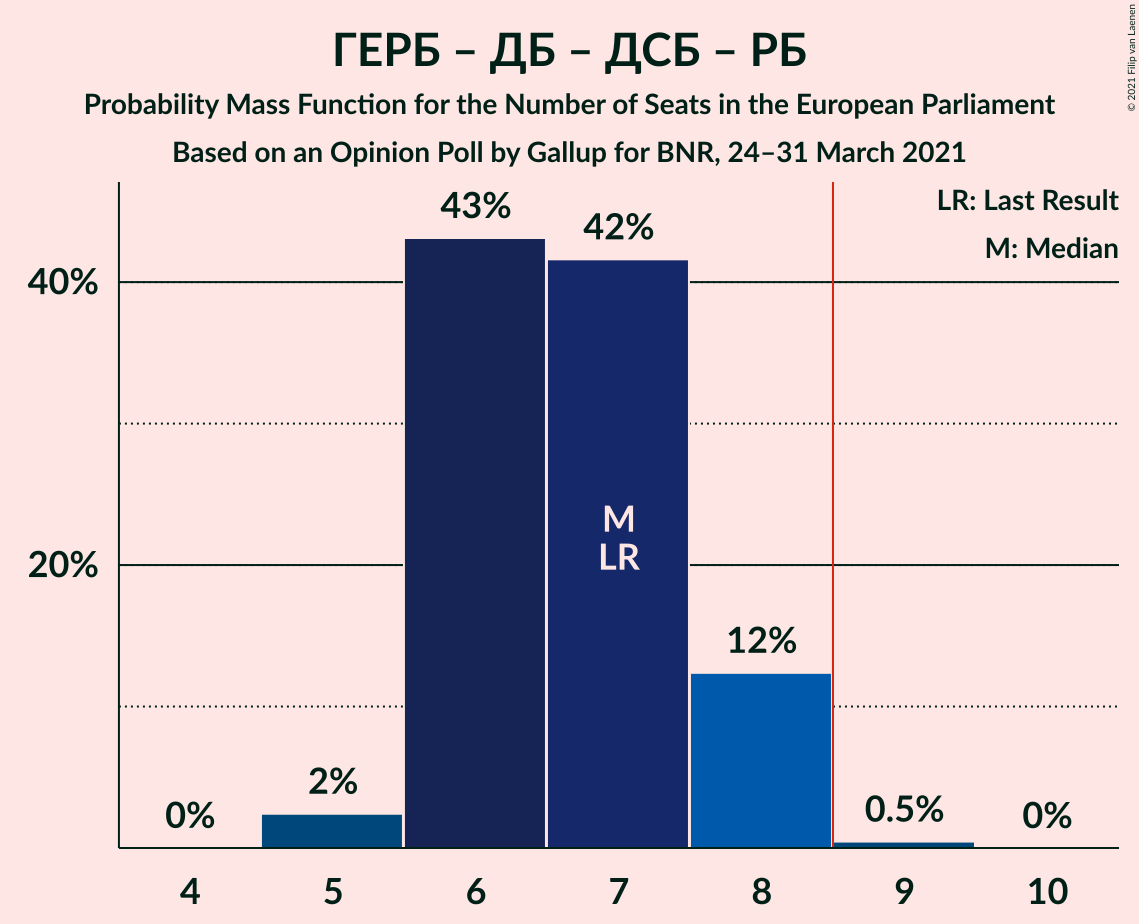 ГЕРБ – ДБ – ДСБ – РБ
Probability Mass Function for the Number of Seats in the European Parliament
Based on an Opinion Poll by Gallup for BNR, 24–31 March 2021
© 2021 Filip van Laenen
LR: Last Result
M: Median
40%
20%
0%
2%
43%
42%
12%
0.5%
0%
M
LR
4 5 6 7 8 9 10